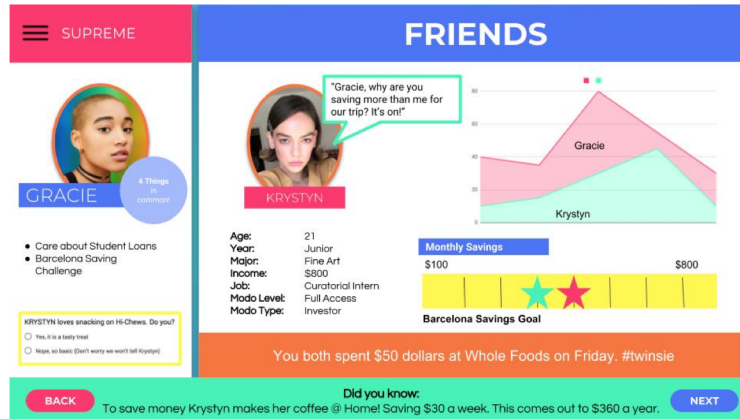 SUPREME
FRIENDS
"Gracie, why are you
saving more than me for
our trip? It's on!"
GRACIE
4 Things
in
common!
KRYSTYN
80
60
40
20
0
Gracie
Krystyn
● Care about Student Loans
● Barcelona Saving
Challenge
Age: 21
Year: Junior
Major: Fine Art
Income: $800
Job: Curatorial Intern
Modo Level: Full Access
Modo Type: Investor
Monthly Savings
$100 $800
Barcelona Savings Goal
KRYSTYN loves snacking on Hi-Chews. Do you?
Yes, it is a tasty treat
Nope, so basic (Don't worry we won't tell Krystyn)
You both spent $50 dollars at Whole Foods on Friday. #twinsie
BACK
Did you know:
To save money Krystyn makes her coffee @ Home! Saving $30 a week. This comes out to $360 a year.
NEXT